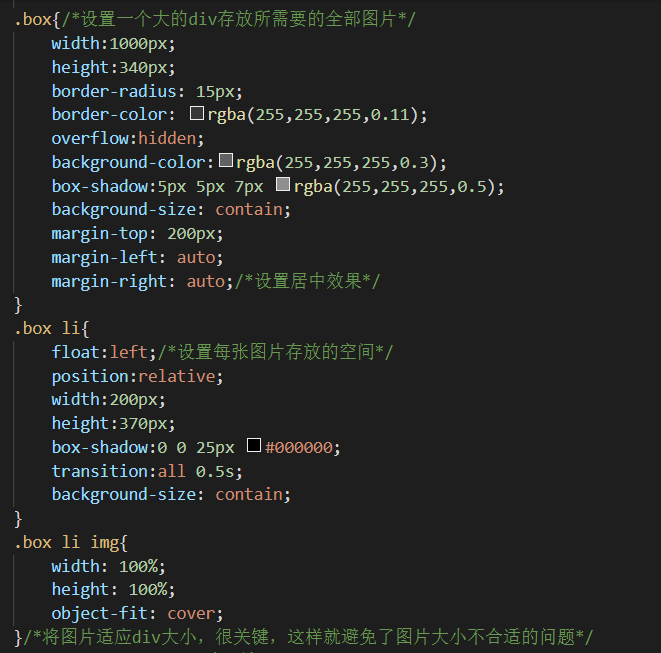 .box{/*设置一个大的div存放所需要的全部图片*/
width:1000px;
height:340px;
border-radius: 15px;
border-color: rgba(255,255,255,0.11);
overflow:hidden;
background-color:rgba(255,255,255,0.3);
box-shadow:5px 5px 7px rgba(255,255,255,0.5);
background-size: contain;
margin-top: 200px;
margin-left: auto;
margin-right: auto;/*设置居中效果*/
}
.box li{
float:left;/*设置每张图片存放的空间*/
position:relative;
width:200px;
height:370px;
box-shadow:0 0 25px #000000;
transition:all 0.5s;
background-size: contain;
}
.box li img{
width: 100%;
height: 100%;
object-fit: cover;
}/*将图片适应div大小，很关键，这样就避免了图片大小不合适的问题*/